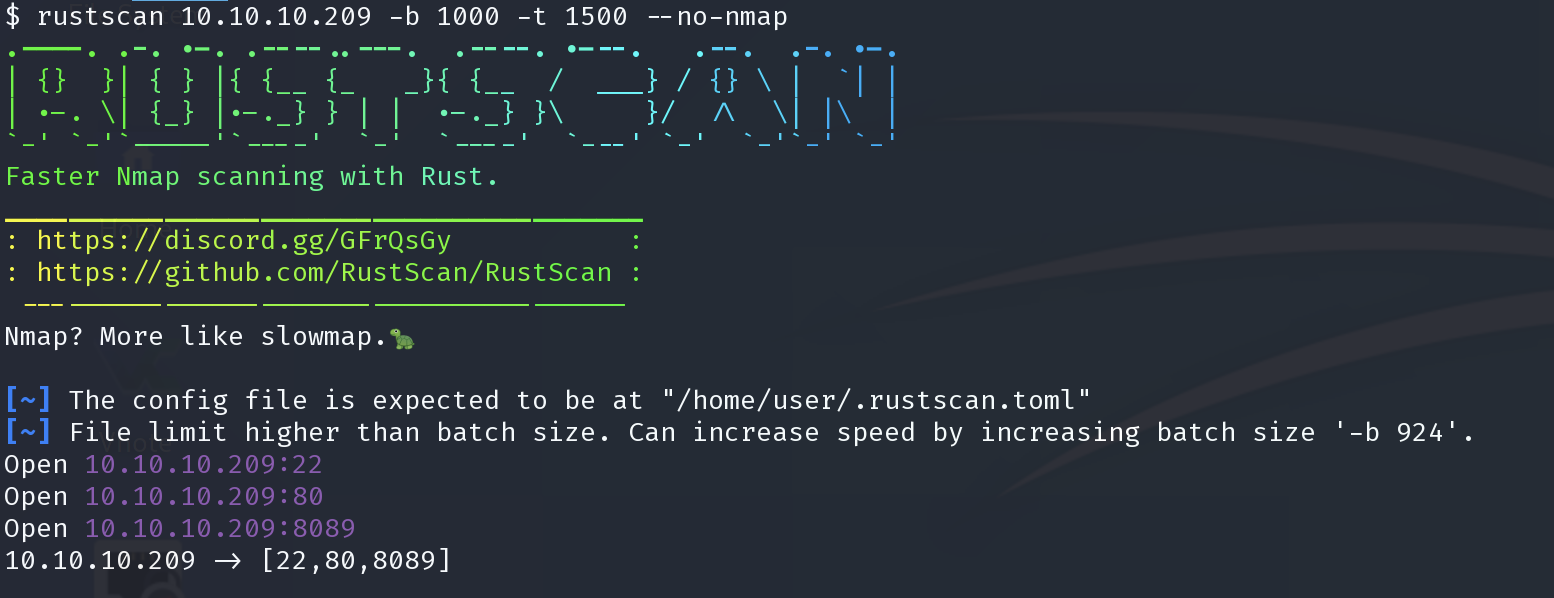 $ rustscan 10.10.10.209 -b 1000 -t 1500 --no-nmap
Faster Nmap scanning with Rust.
: https://discord.gg/GFrQsGy :
: https://github.com/RustScan/RustScan :
Nmap? More like slowmap.🐢
[~] The config file is expected to be at "/home/user/.rustscan.toml"
[~] File limit higher than batch size. Can increase speed by increasing batch size '-b 924'.
Open 10.10.10.209:22
Open 10.10.10.209:80
Open 10.10.10.209:8089
10.10.10.209 -> [22,80,8089]